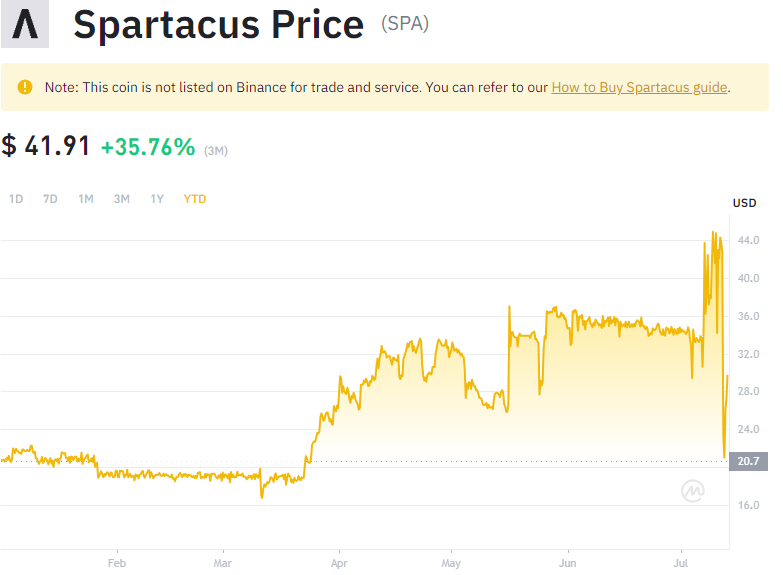 Spartacus Price (SPA)
Note: This coin is not listed on Binance for trade and service. You can refer to our How to Buy Spartacus guide.
$ 41.91 +35.76% (3M)
1D 7D 1M 3M 1Y YTD
USD
44.0
40.0
36.0
32.0
28.0
24.0
20.7
16.0
Feb Mar Apr May Jun Jul